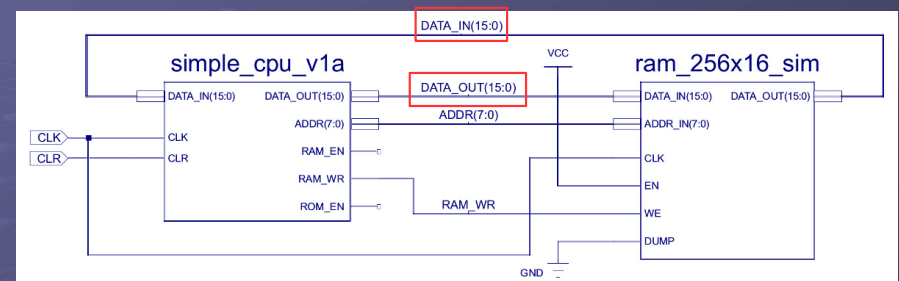 DATA_IN(15:0)
simple_cpu_v1a
VCC
ram_256x16_sim
DATA_IN(15:0)
DATA_OUT(15:0)
DATA_OUT(15:0)
DATA_IN(15:0)
DATA_OUT(15:0)
ADDR(7:0)
ADDR(7:0)
ADDR_IN(7:0)
CLK
CLK
CLK
CLR
CLR
RAM_EN
RAM_WR
EN
ROM_EN
RAM_WR
WE
DUMP
GND